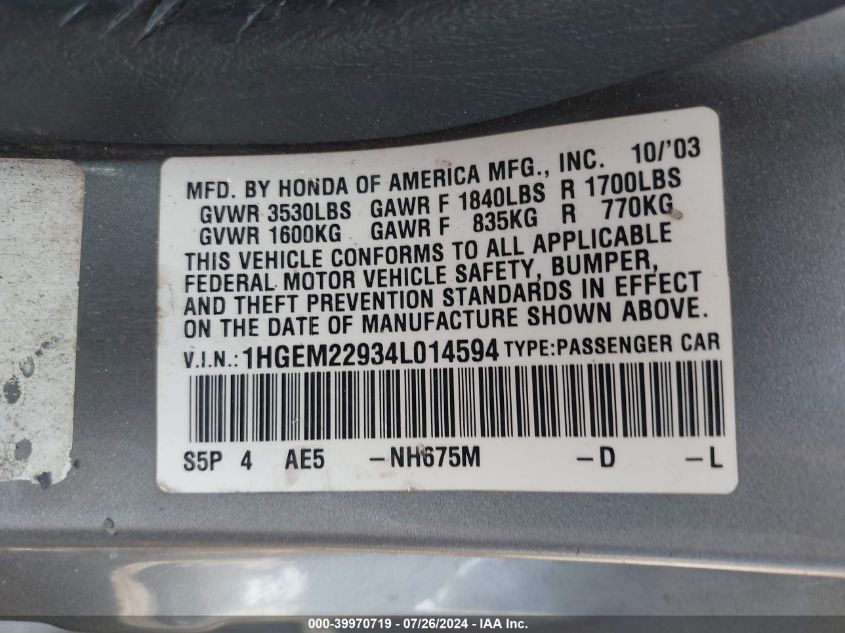 MFD. BY HONDA OF AMERICA MFG., INC. 10/'03
GVWR 3530LBS GAWR F 1840LBS R 1700LBS
GVWR 1600KG GAWR F 835KG R 770KG
THIS VEHICLE CONFORMS TO ALL APPLICABLE
FEDERAL MOTOR VEHICLE SAFETY, BUMPER,
AND THEFT PREVENTION STANDARDS IN EFFECT
ON THE DATE OF MANUFACTURE SHOWN ABOVE.
V.I.N.: 1HGEM22934L014594 TYPE:PASSENGER CAR
S5P 4 AE5 -NH675M -D -L
000-39970719 - 07/26/2024 - IAA Inc.